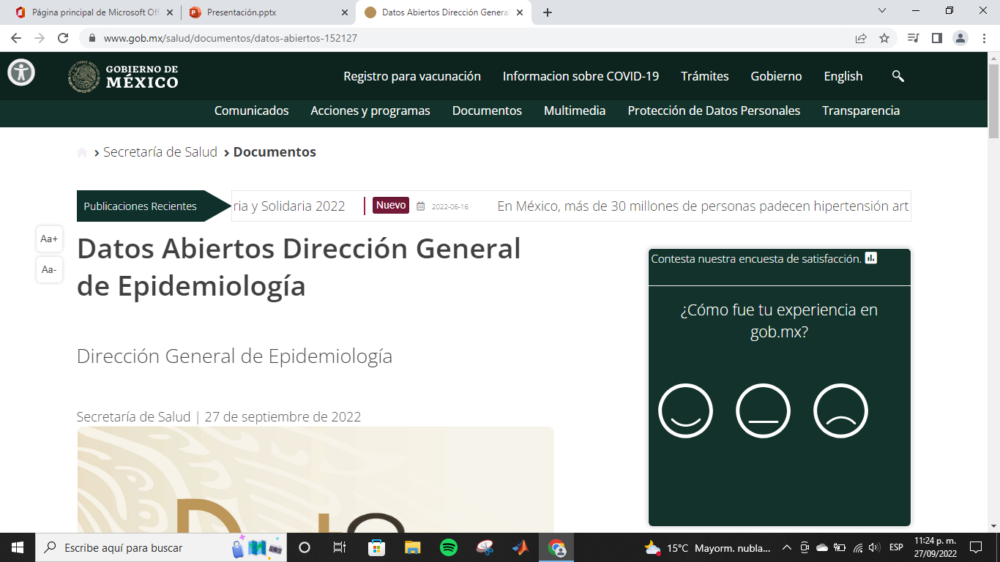 Página principal de Microsoft Off
Presentación.pptx
Datos Abiertos Dirección General
www.gob.mx/salud/documentos/datos-abiertos-152127
GOBIERNO DE
MÉXICO
Registro para vacunación
Informacion sobre COVID-19
Trámites
Gobierno
English
Comunicados
Acciones y programas
Documentos
Multimedia
Protección de Datos Personales
Transparencia
Secretaría de Salud
Documentos
Publicaciones Recientes
ria y Solidaria 2022
Nuevo
2022-06-16
En México, más de 30 millones de personas padecen hipertensión art
Aa+
Aa-
Datos Abiertos Dirección General
de Epidemiología
Contesta nuestra encuesta de satisfacción.
¿Cómo fue tu experiencia en
gob.mx?
Dirección General de Epidemiología
Secretaría de Salud | 27 de septiembre de 2022
Escribe aquí para buscar
15°C Mayorm. nubla...
ESP
11:24 p. m.
27/09/2022